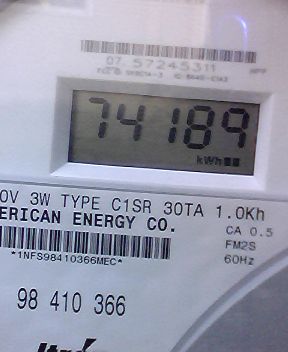 07 57245311
74189
kWh
0V 3W TYPE C1SR 30TA 1.0Kh
ERICAN ENERGY CO.
CA 0.5
FM2S
*1NFS98410366MEC*
60Hz
98 410 366
Itrón